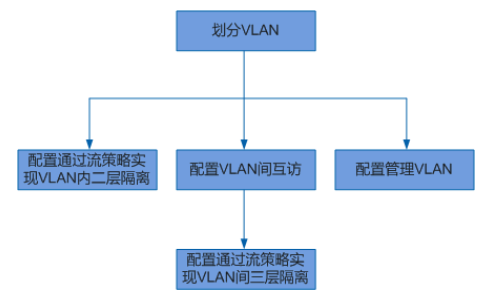 划分VLAN
配置通过流策略实
现VLAN内二层隔离
配置VLAN间互访
配置管理VLAN
配置通过流策略实
现VLAN间三层隔离